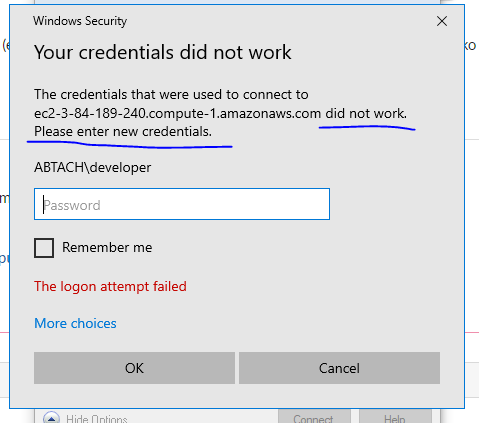 Windows Security
Your credentials did not work
The credentials that were used to connect to
ec2-3-84-189-240.compute-1.amazonaws.com did not work.
Please enter new credentials.
ABTACH\developer
Password
Remember me
The logon attempt failed
More choices
OK
Cancel
Hide Options
Connect
Help